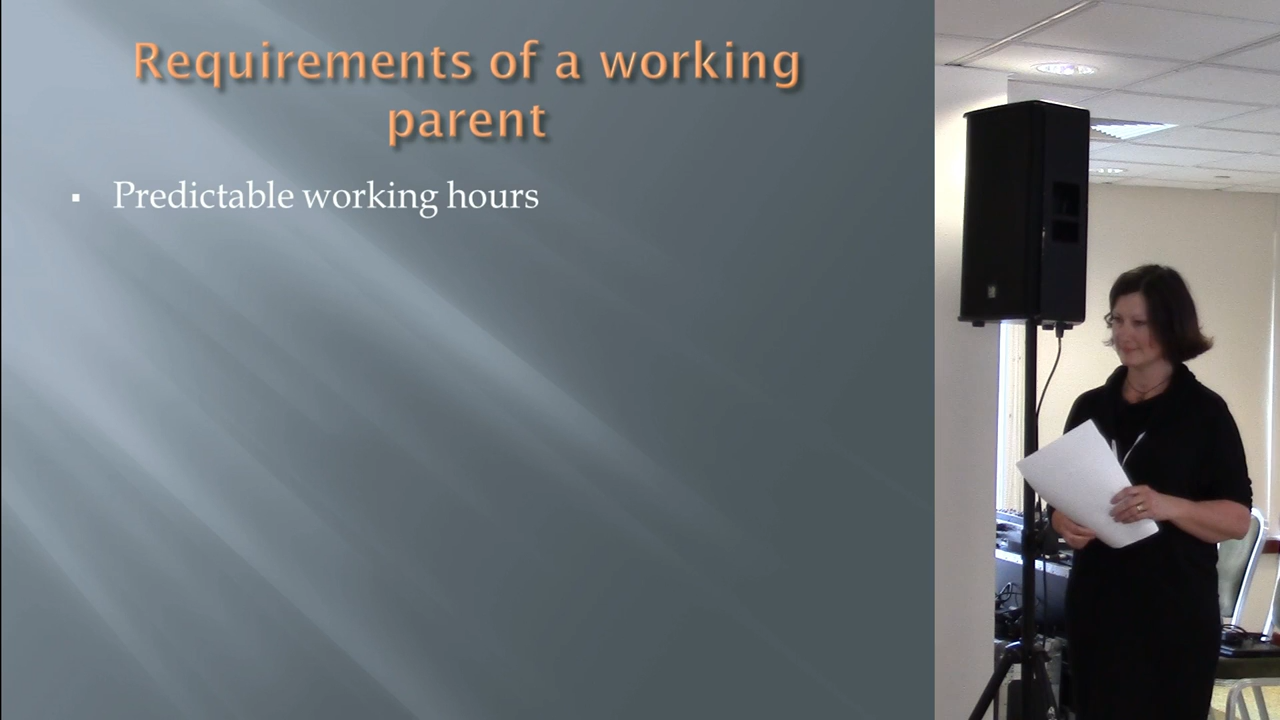 Requirements of a working
parent
▪ Predictable working hours